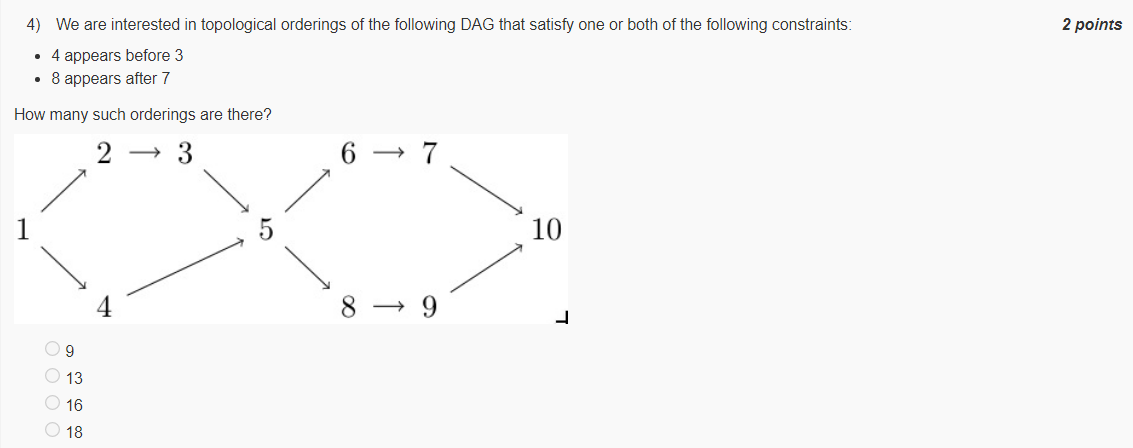 4) We are interested in topological orderings of the following DAG that satisfy one or both of the following constraints: 2 points
• 4 appears before 3
• 8 appears after 7
How many such orderings are there?
2 → 3 6 → 7
1 5 10
4 8 → 9
9
13
16
18